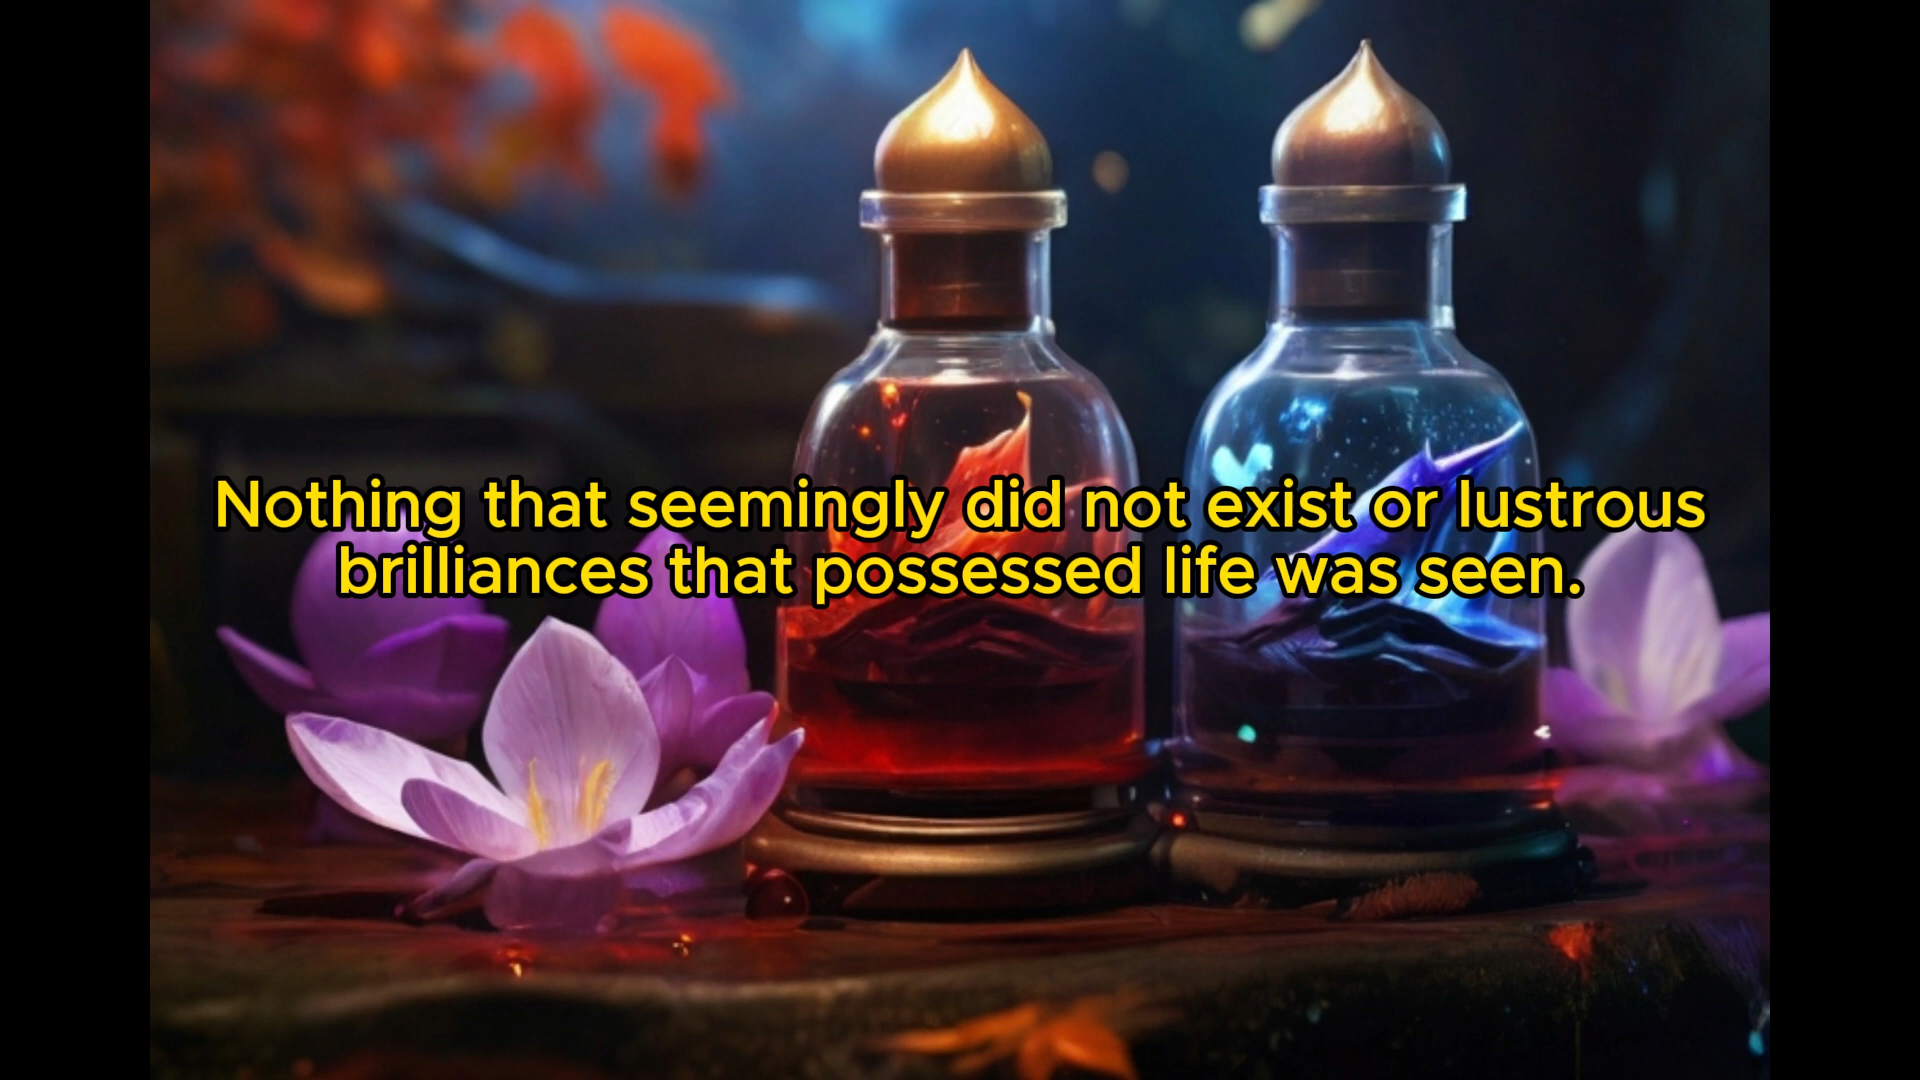 Nothing that seemingly did not exist or lustrous
brilliances that possessed life was seen.